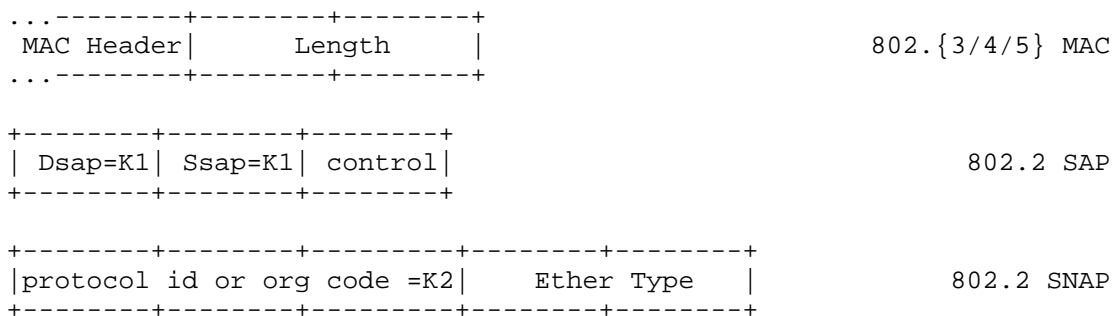 ...--------+--------+--------+
 MAC Header|      Length      |                         802.{3/4/5} MAC
...--------+--------+--------+
+--------+--------+--------+
| Dsap=K1| Ssap=K1| control|                                  802.2 SAP
+--------+--------+--------+
+--------+--------+---------+--------+--------+
|protocol id or org code =K2|    Ether Type   |              802.2 SNAP
+--------+--------+---------+--------+--------+